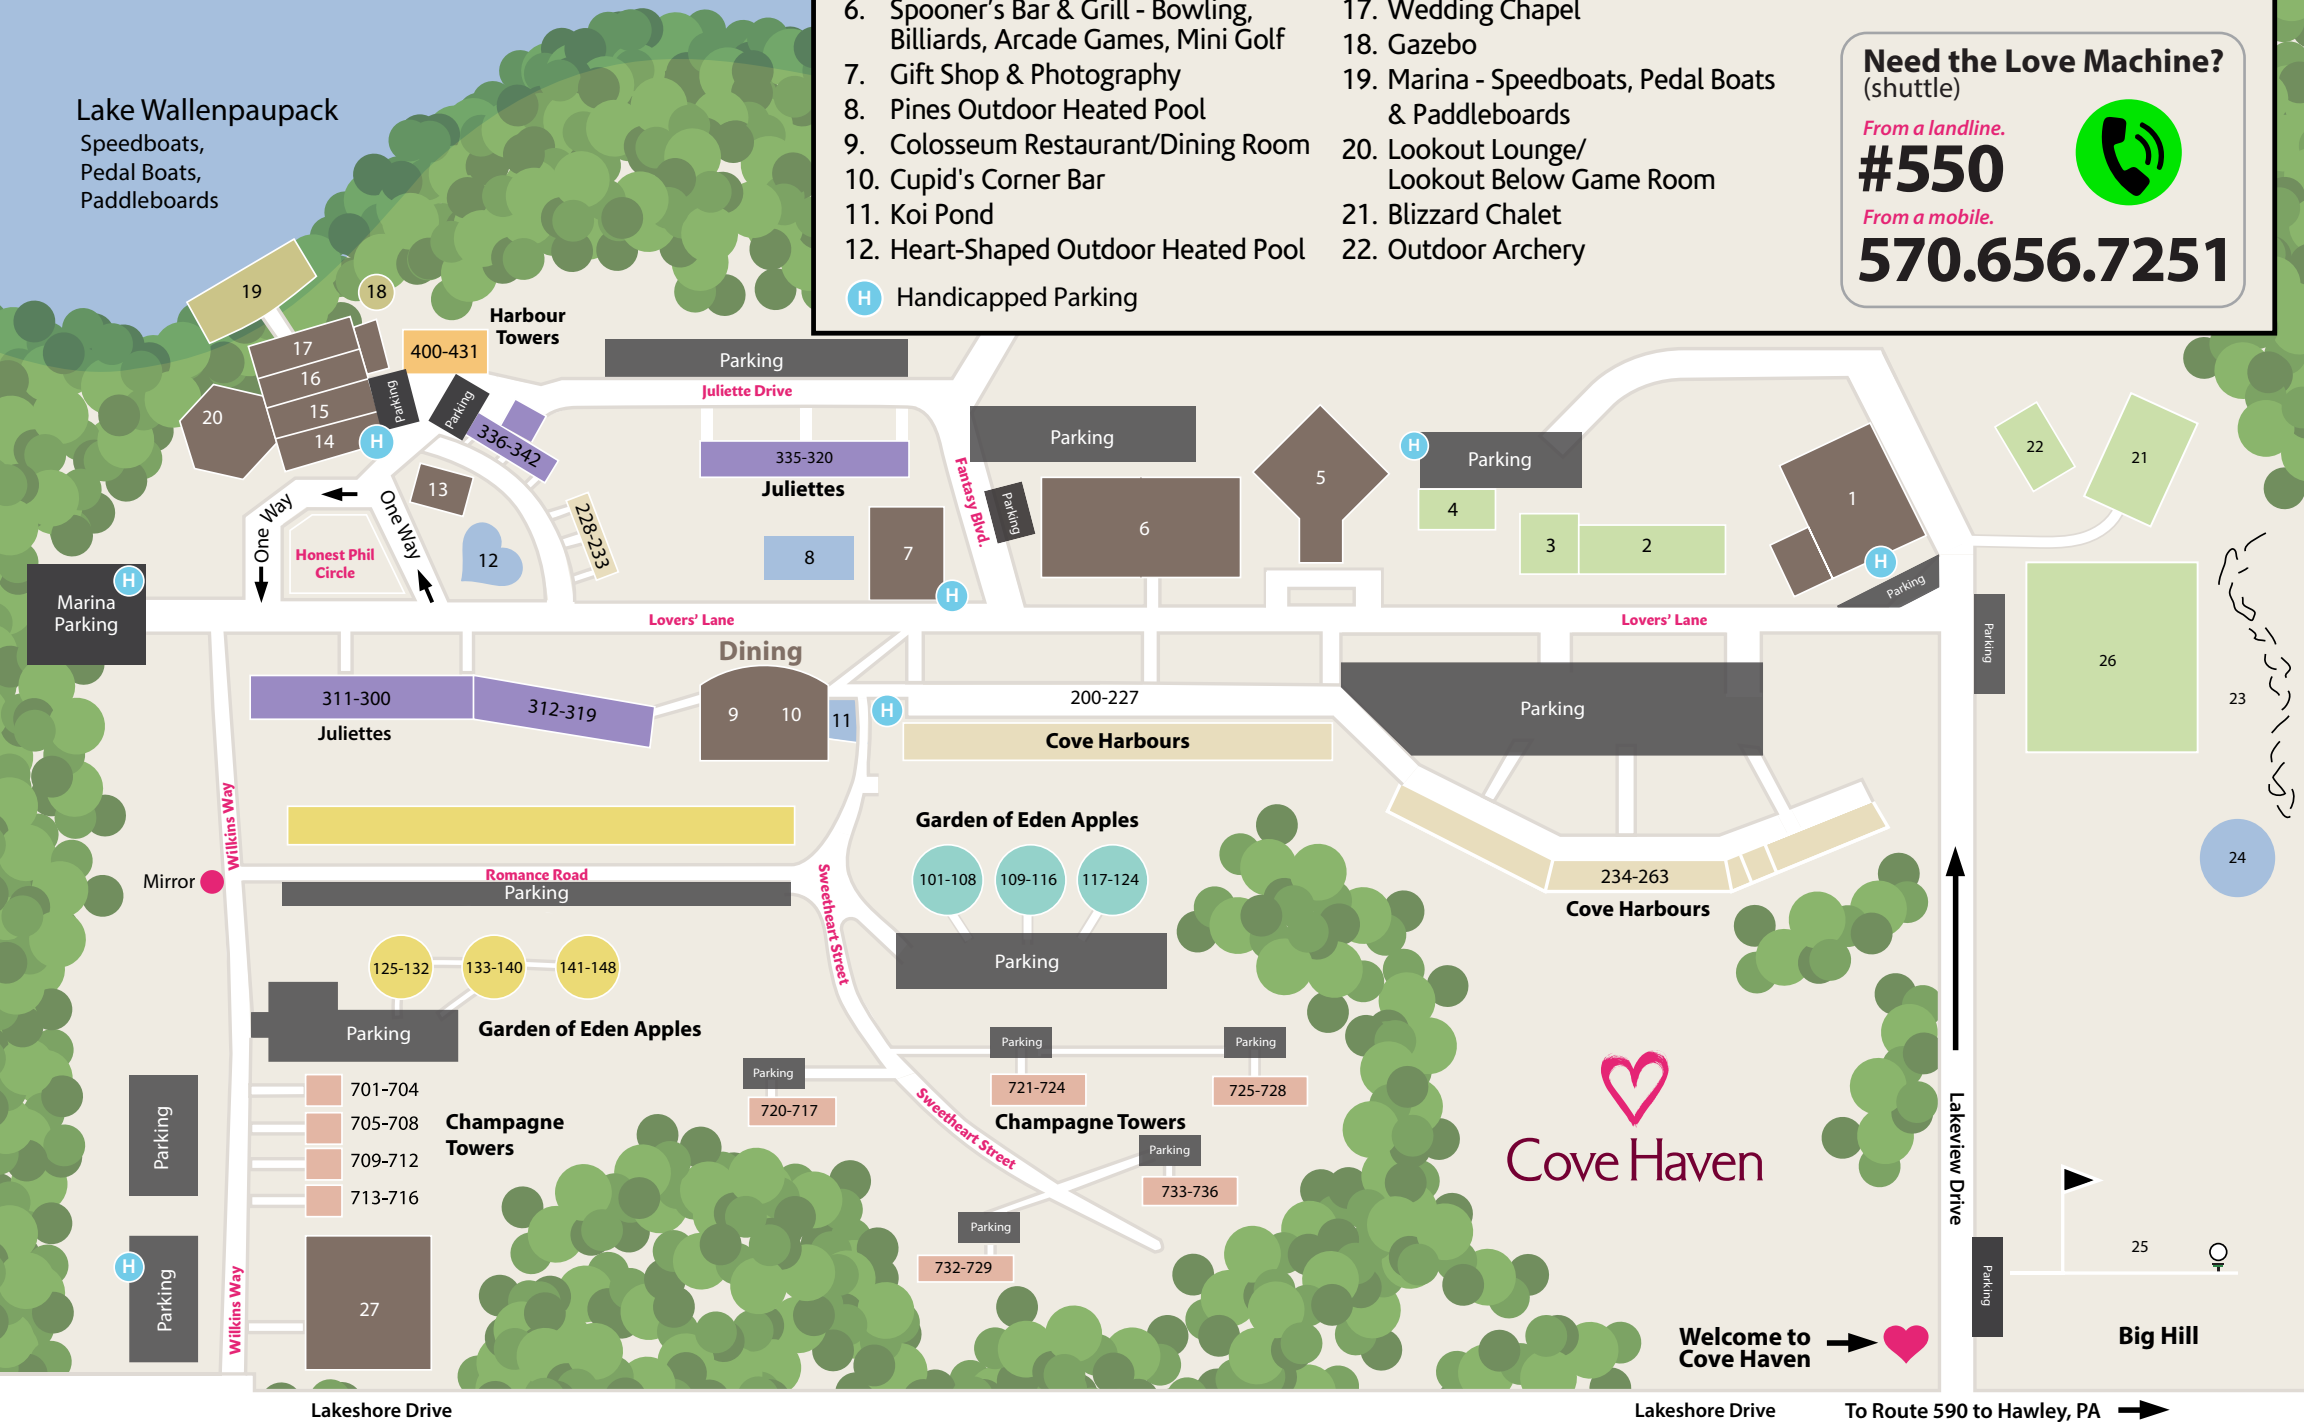 6. Spooner's Bar & Grill - Bowling,
Billiards, Arcade Games, Mini Golf
7. Gift Shop & Photography
8. Pines Outdoor Heated Pool
9. Colosseum Restaurant/Dining Room
10. Cupid's Corner Bar
11. Koi Pond
12. Heart-Shaped Outdoor Heated Pool
H Handicapped Parking
17. Wedding Chapel
18. Gazebo
19. Marina - Speedboats, Pedal Boats
& Paddleboards
20. Lookout Lounge/
Lookout Below Game Room
21. Blizzard Chalet
22. Outdoor Archery
Need the Love Machine?
(shuttle)
From a landline.
#550
From a mobile.
570.656.7251
Lake Wallenpaupack
Speedboats,
Pedal Boats,
Paddleboards
19
18
17
16
15
14
20
Parking
H
400-431
Harbour
Towers
Parking
336-342
Parking
Juliette Drive
335-320
Juliettes
Fantasy Blvd.
Parking
Parking
6
5
H
Parking
4
3
2
1
H
Parking
22
21
One Way
One Way
Honest Phil
Circle
13
12
228-233
8
7
H
Marina
Parking
H
Lovers' Lane
Lovers' Lane
Parking
26
23
24
311-300
312-319
Juliettes
Dining
9
10
11
H
200-227
Cove Harbours
Parking
234-263
Cove Harbours
Wilkins Way
Mirror
Romance Road
Parking
Sweetheart Street
Garden of Eden Apples
101-108
109-116
117-124
Parking
125-132
133-140
141-148
Parking
Garden of Eden Apples
Parking
701-704
705-708
709-712
713-716
Champagne
Towers
Parking
720-717
Parking
721-724
Parking
725-728
Champagne Towers
Sweetheart Street
Parking
733-736
Parking
732-729
Cove Haven
Lakeview Drive
H
Parking
Wilkins Way
27
Parking
25
Big Hill
Welcome to
Cove Haven
Lakeshore Drive
Lakeshore Drive
To Route 590 to Hawley, PA